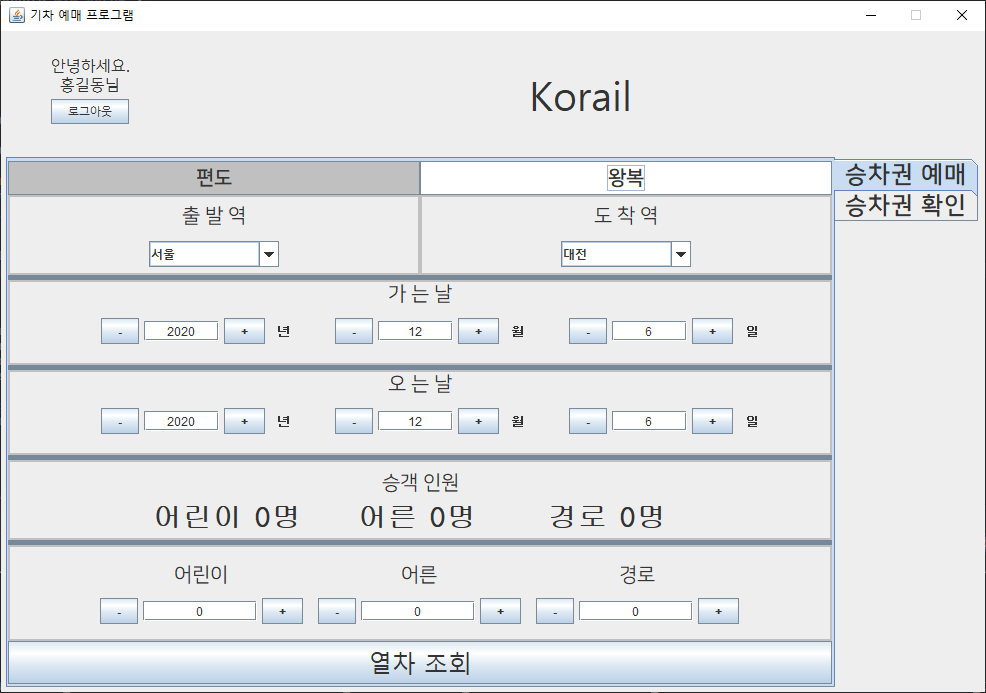 기차 예매 프로그램
안녕하세요.
홍길동님
로그아웃
Korail
편도 왕복
승차권 예매
승차권 확인
출 발 역 도 착 역
서울 대전
가 는 날
- 2020 + 년 - 12 + 월 - 6 + 일
오 는 날
- 2020 + 년 - 12 + 월 - 6 + 일
승객 인원
어린이 0명 어른 0명 경로 0명
어린이 어른 경로
- 0 + - 0 + - 0 +
열차 조회